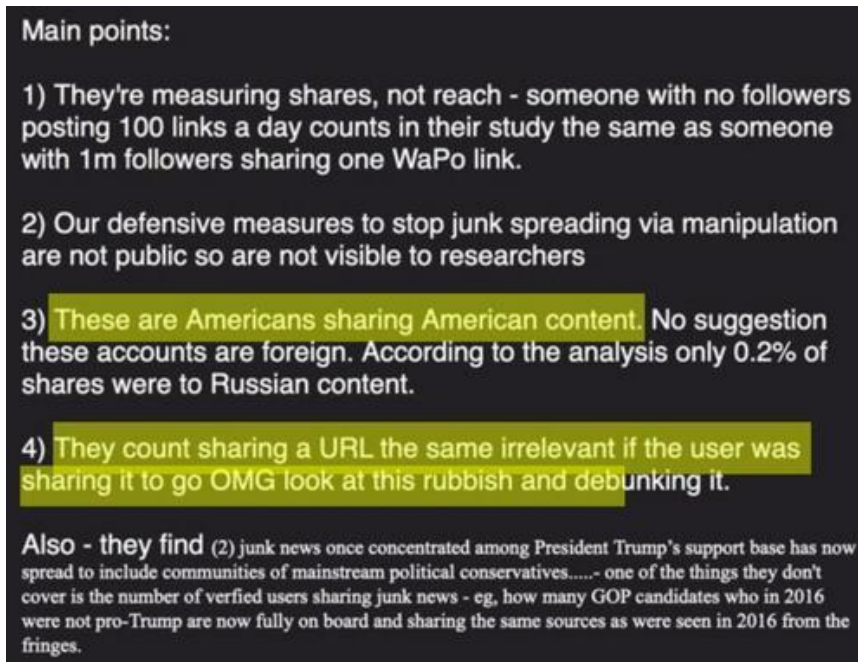 Main points:
1) They're measuring shares, not reach - someone with no followers
posting 100 links a day counts in their study the same as someone
with 1m followers sharing one WaPo link.
2) Our defensive measures to stop junk spreading via manipulation
are not public so are not visible to researchers
3) These are Americans sharing American content. No suggestion
these accounts are foreign. According to the analysis only 0.2% of
shares were to Russian content.
4) They count sharing a URL the same irrelevant if the user was
sharing it to go OMG look at this rubbish and debunking it.
Also - they find (2) junk news once concentrated among President Trump's support base has now
spread to include communities of mainstream political conservatives.....- one of the things they don't
cover is the number of verfied users sharing junk news - eg, how many GOP candidates who in 2016
were not pro-Trump are now fully on board and sharing the same sources as were seen in 2016 from the
fringes.